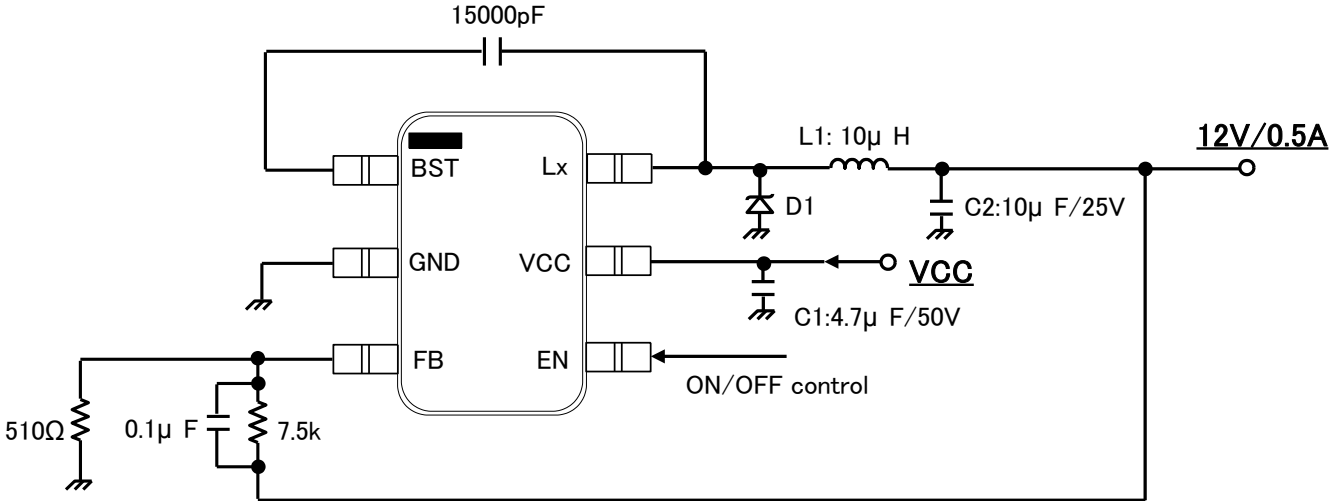 15000pF
L1: 10μ H
12V/0.5A
BST
Lx
D1
C2:10μ F/25V
GND
VCC
VCC
C1:4.7μ F/50V
FB
EN
ON/OFF control
510Ω
0.1μ F
7.5k